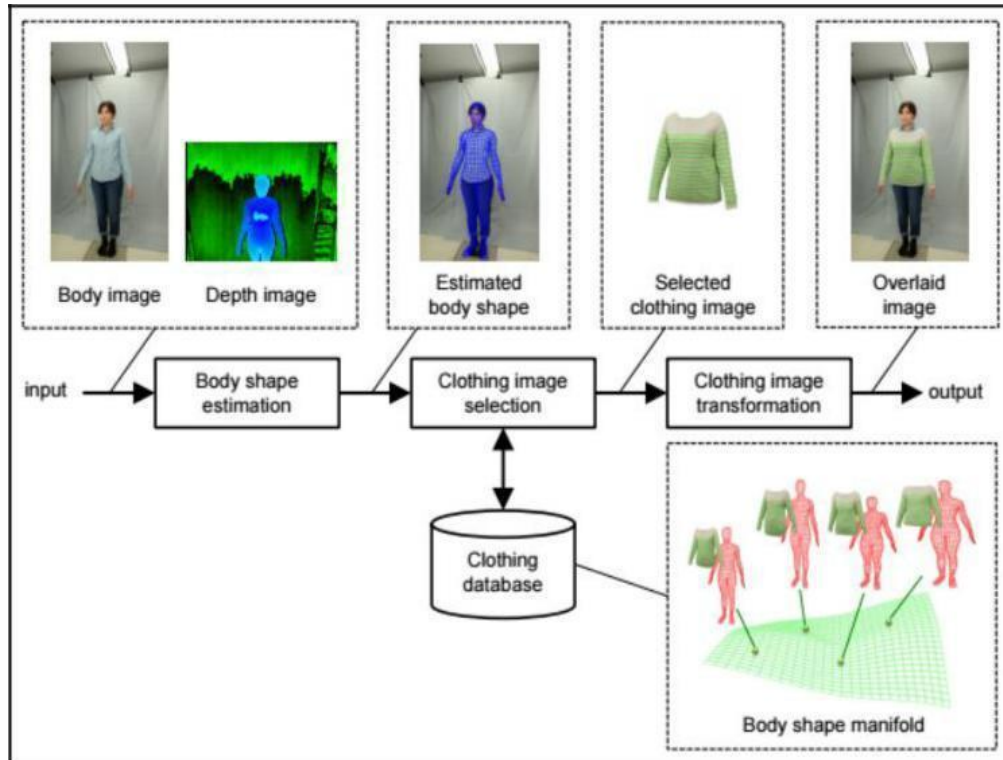 Body image
Depth image
Estimated
body shape
Selected
clothing image
Overlaid
image
input
Body shape
estimation
Clothing image
selection
Clothing image
transformation
output
Clothing
database
Body shape manifold